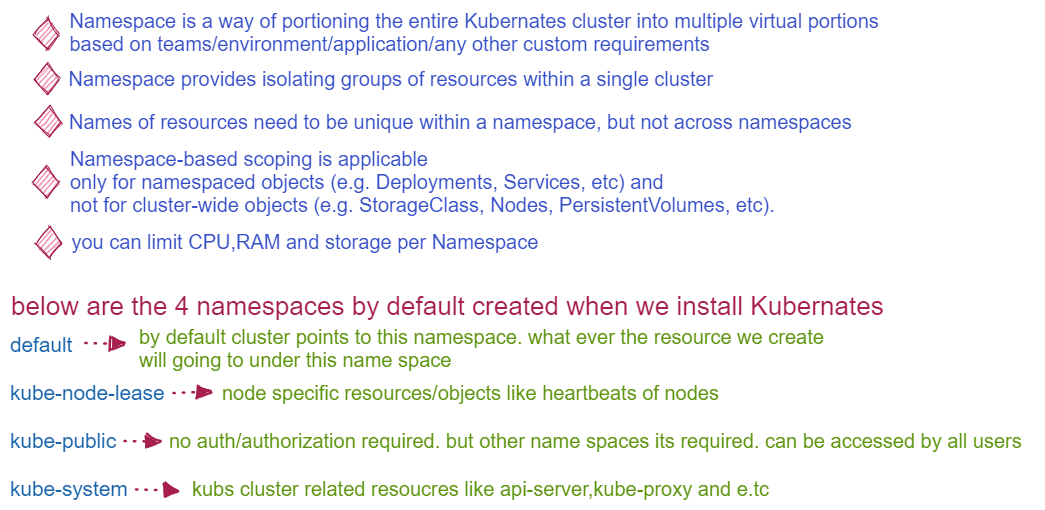 Namespace is a way of portioning the entire Kubernates cluster into multiple virtual portions
based on teams/environment/application/any other custom requirements
Namespace provides isolating groups of resources within a single cluster
Names of resources need to be unique within a namespace, but not across namespaces
Namespace-based scoping is applicable
only for namespaced objects (e.g. Deployments, Services, etc) and
not for cluster-wide objects (e.g. StorageClass, Nodes, PersistentVolumes, etc).
you can limit CPU,RAM and storage per Namespace
below are the 4 namespaces by default created when we install Kubernates
default
by default cluster points to this namespace. what ever the resource we create
will going to under this name space
kube-node-lease
node specific resources/objects like heartbeats of nodes
kube-public
no auth/authorization required. but other name spaces its required. can be accessed by all users
kube-system
kubs cluster related resoucres like api-server,kube-proxy and e.tc